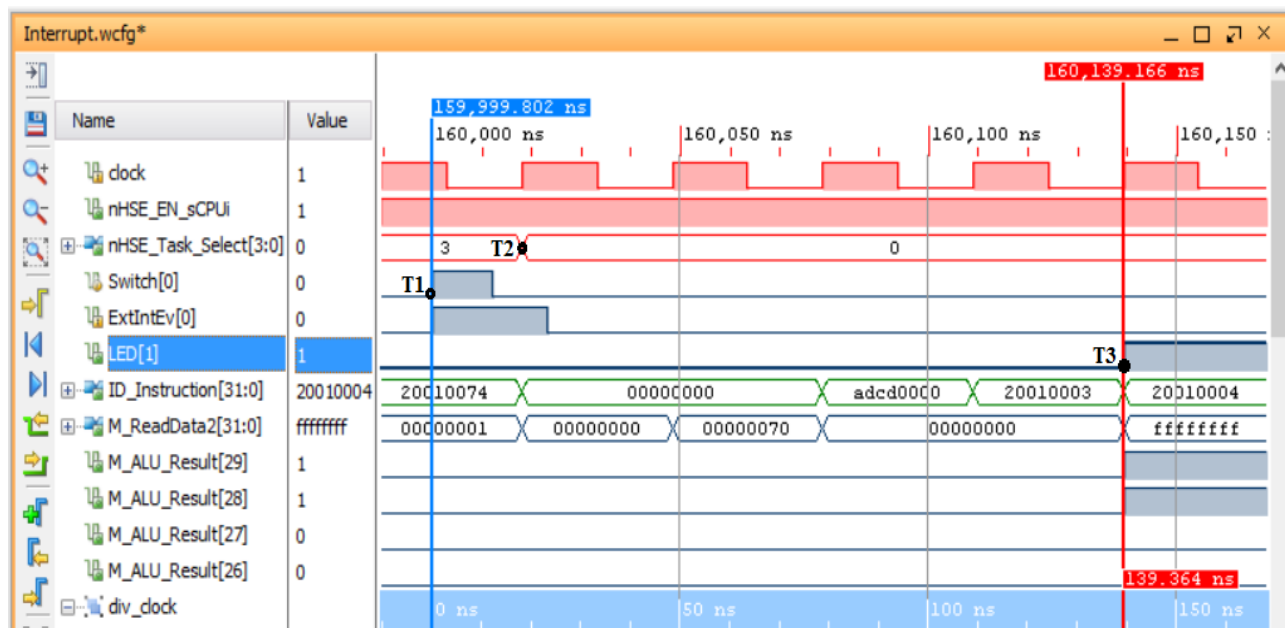 Interrupt.wcfg*
160,139.166 ns
159,999.802 ns
Name Value
160,000 ns 160,050 ns 160,100 ns 160,150
clock 1
nHSE_EN_sCPUi 1
nHSE_Task_Select[3:0] 0 3 T2 0
Switch[0] 0 T1
ExtIntEv[0] 0
LED[1] 1 T3
ID_Instruction[31:0] 20010004 20010074 00000000 adcd0000 20010003 20010004
M_ReadData2[31:0] ffffffff 00000001 00000000 00000070 00000000 ffffffff
M_ALU_Result[29] 1
M_ALU_Result[28] 1
M_ALU_Result[27] 0
M_ALU_Result[26] 0
139.364 ns
div_clock 0 ns 50 ns 100 ns 150 ns